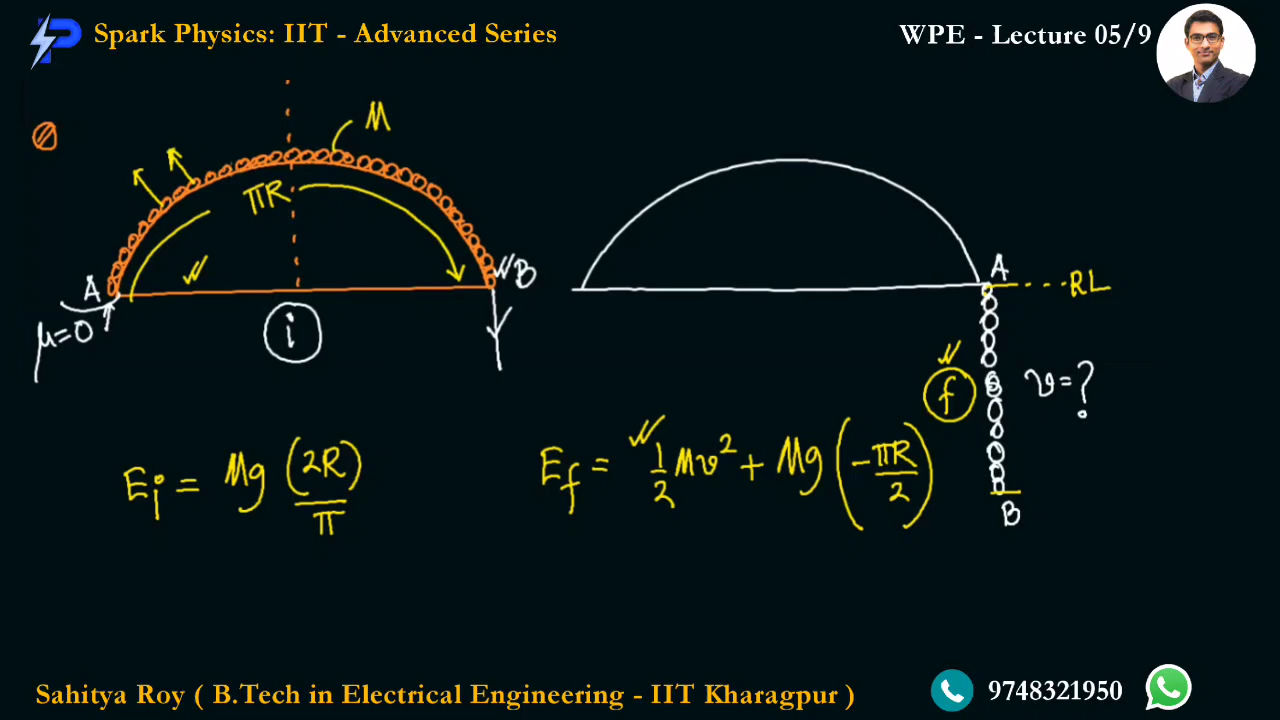 Spark Physics: IIT - Advanced Series
WPE - Lecture 05/9
M
πR
A
B
μ=0
i
A
RL
f
v=?
B
Ei = Mg (2R/π)
Ef = 1/2 Mv² + Mg (-πR/2)
Sahitya Roy ( B.Tech in Electrical Engineering - IIT Kharagpur )
9748321950